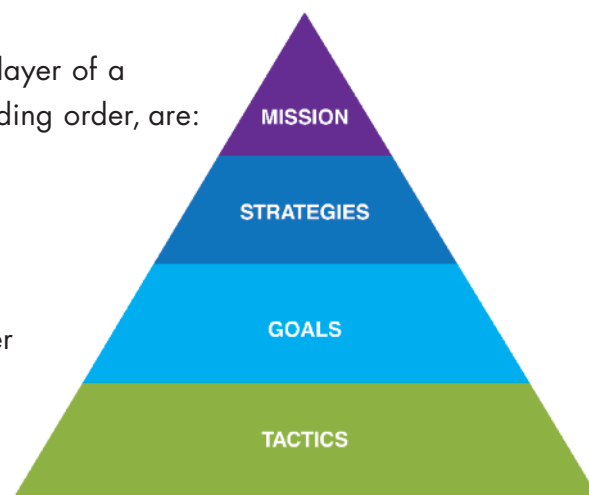 layer of a
ding order, are:
MISSION
STRATEGIES
GOALS
er
TACTICS